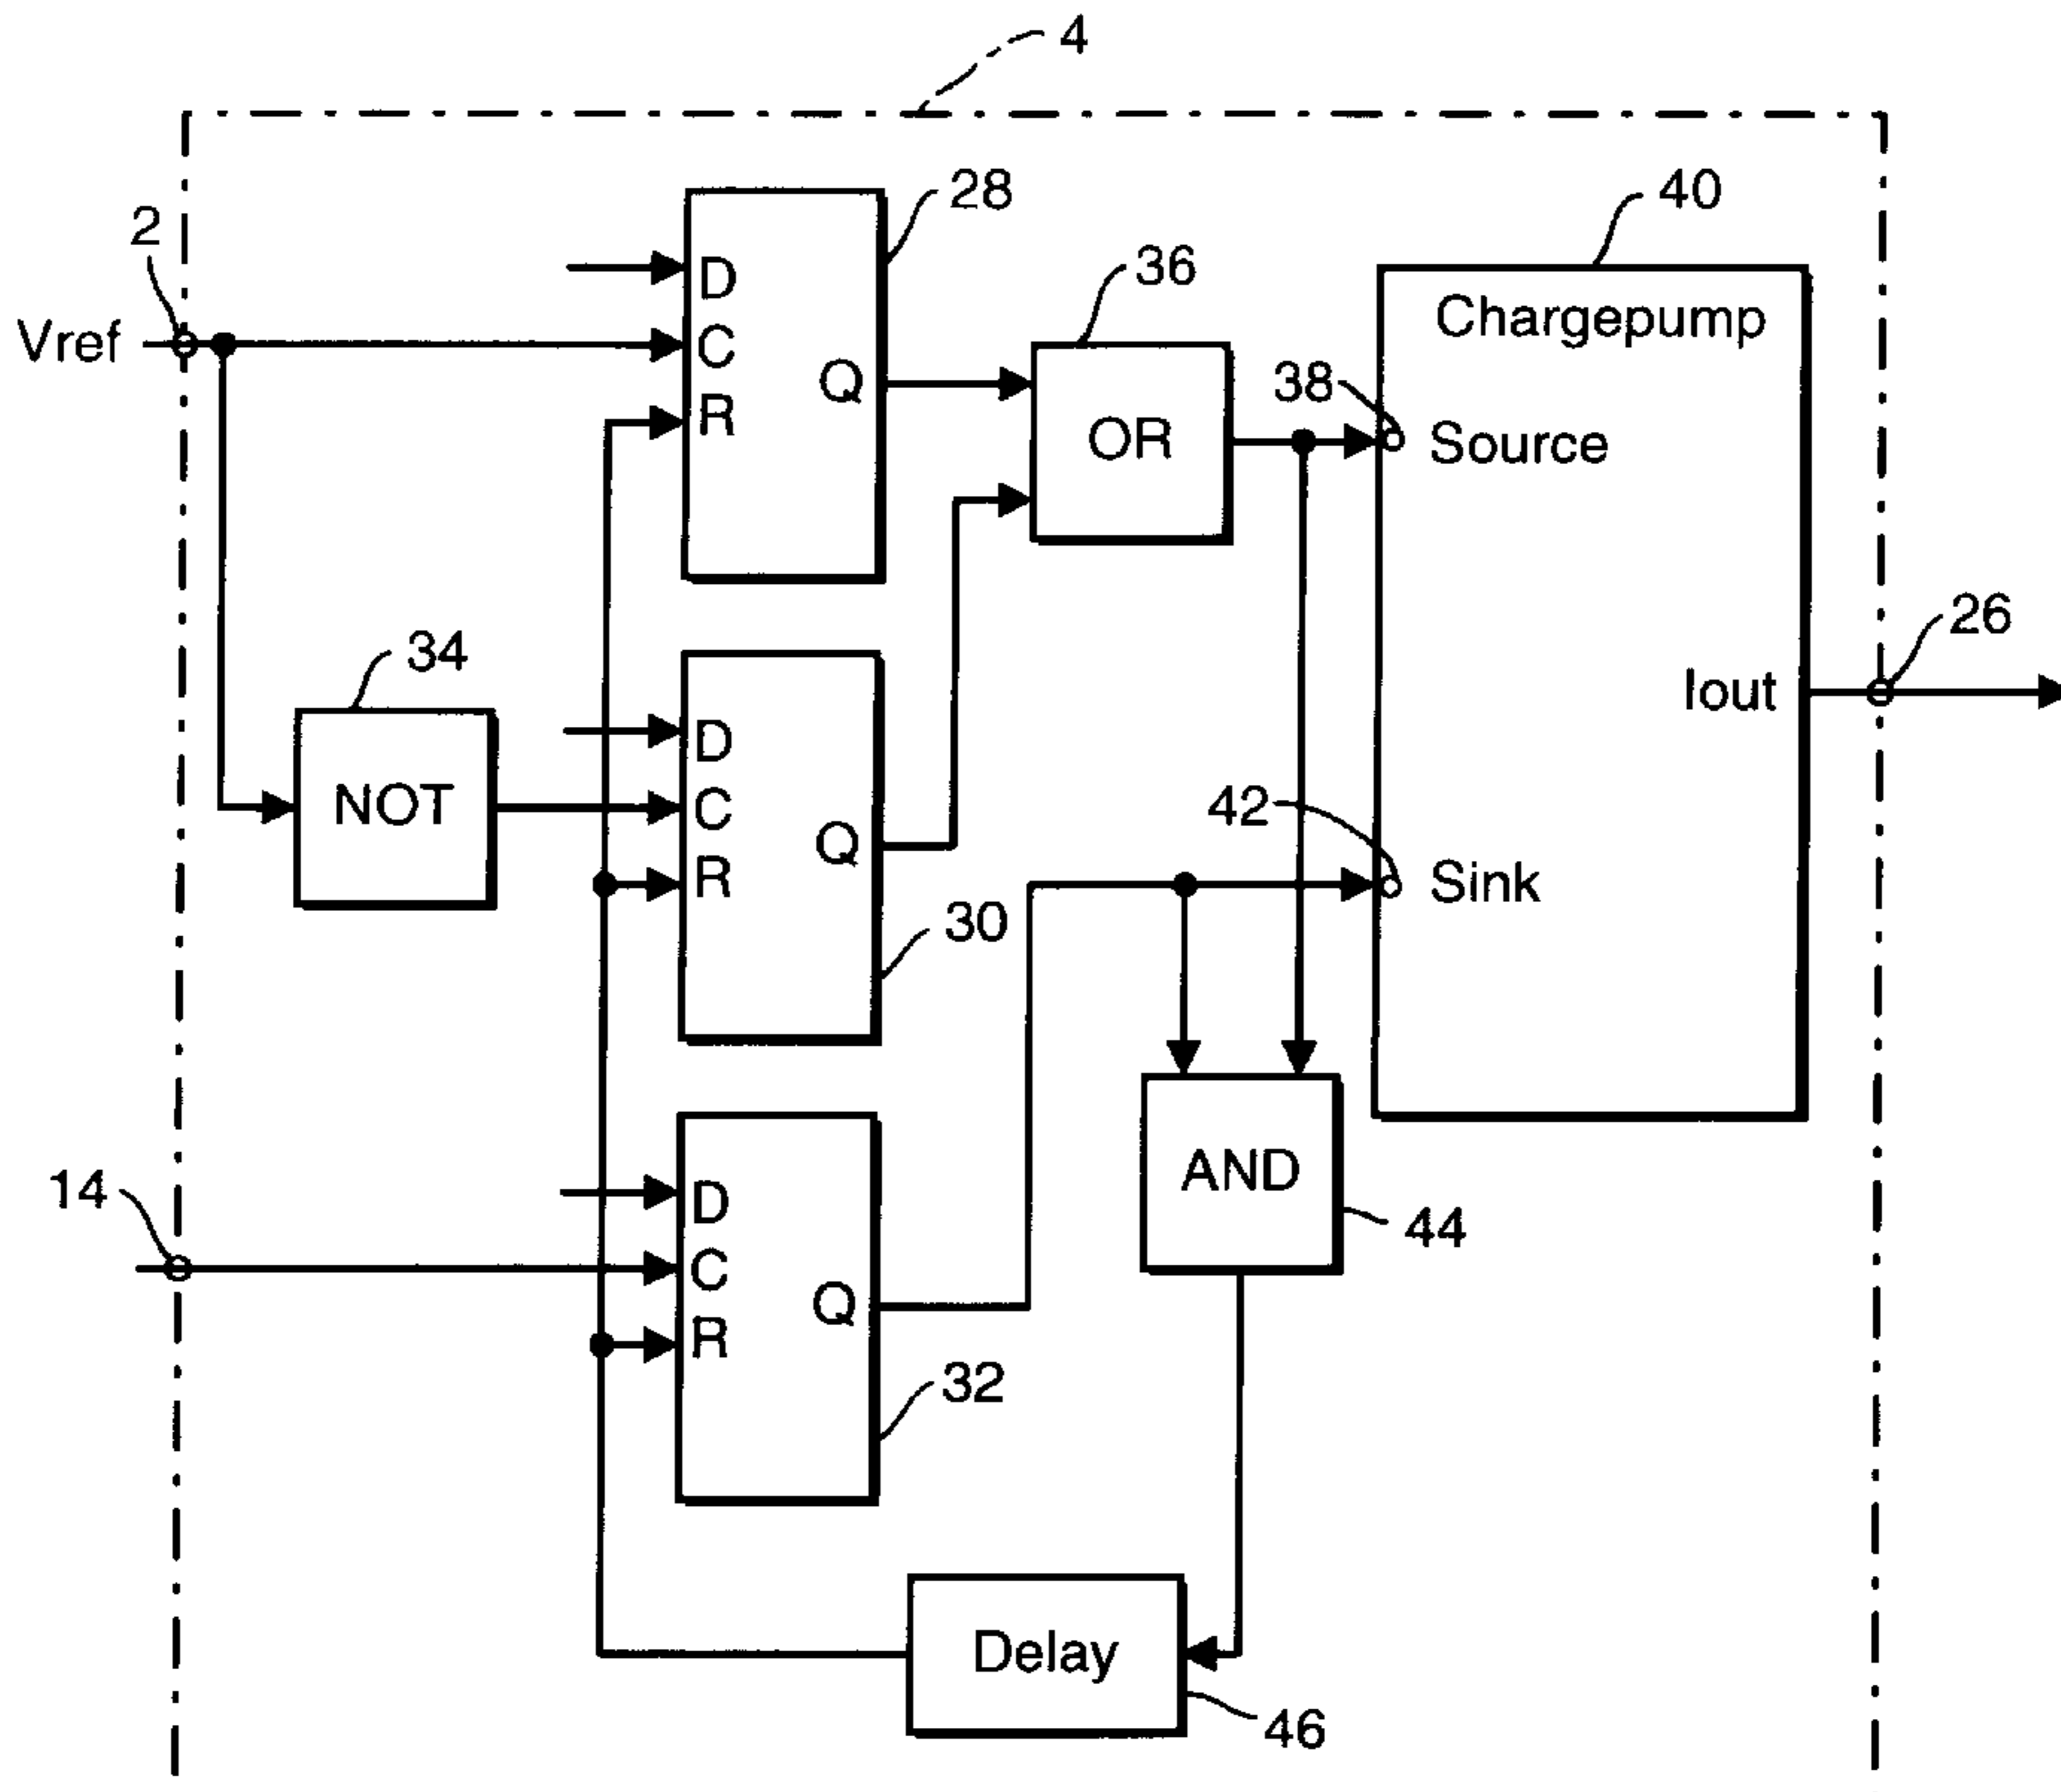 4
2
28
40
D
36
Vref
C
Chargepump
Q
38
R
OR
Source
26
34
D
Iout
NOT
C
42
Q
R
Sink
30
14
D
AND
44
C
Q
R
32
Delay
46